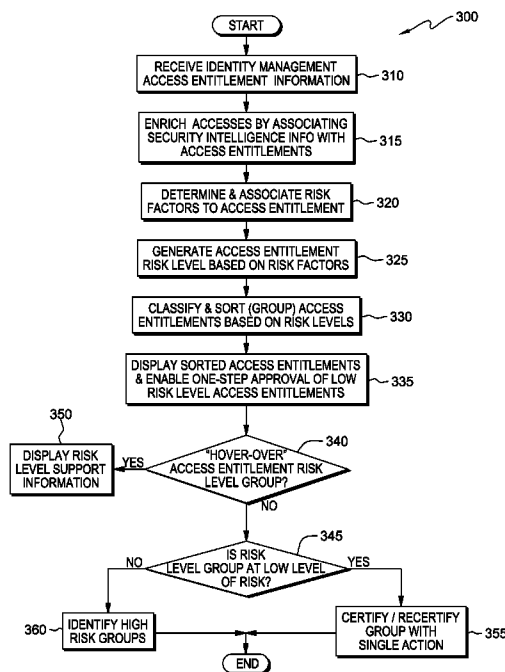 START
300
RECEIVE IDENTITY MANAGEMENT
ACCESS ENTITLEMENT INFORMATION
310
ENRICH ACCESSES BY ASSOCIATING
SECURITY INTELLIGENCE INFO WITH
ACCESS ENTITLEMENTS
315
DETERMINE & ASSOCIATE RISK
FACTORS TO ACCESS ENTITLEMENT
320
GENERATE ACCESS ENTITLEMENT
RISK LEVEL BASED ON RISK FACTORS
325
CLASSIFY & SORT (GROUP) ACCESS
ENTITLEMENTS BASED ON RISK LEVELS
330
DISPLAY SORTED ACCESS ENTITLEMENTS
& ENABLE ONE-STEP APPROVAL OF LOW
RISK LEVEL ACCESS ENTITLEMENTS
335
350
DISPLAY RISK
LEVEL SUPPORT
INFORMATION
YES
"HOVER-OVER"
ACCESS ENTITLEMENT RISK
LEVEL GROUP?
340
NO
345
NO
IS RISK
LEVEL GROUP AT LOW LEVEL
OF RISK?
YES
360
IDENTIFY HIGH
RISK GROUPS
CERTIFY / RECERTIFY
GROUP WITH
SINGLE ACTION
355
END